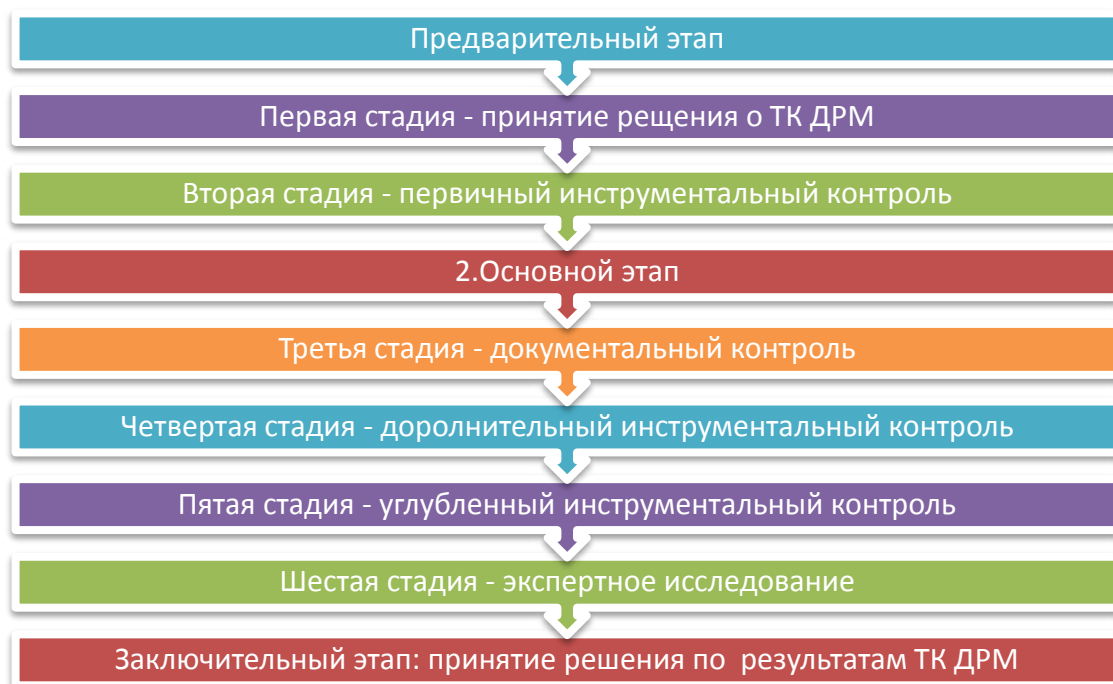 Предварительный этап
Первая стадия - принятие рещения о ТК ДРМ
Вторая стадия - первичный инструментальный контроль
2.Основной этап
Третья стадия - документальный контроль
Четвертая стадия - доролнительный инструментальный контроль
Пятая стадия - углубленный инструментальный контроль
Шестая стадия - экспертное исследование
Заключительный этап: принятие решения по  результатам ТК ДРМ